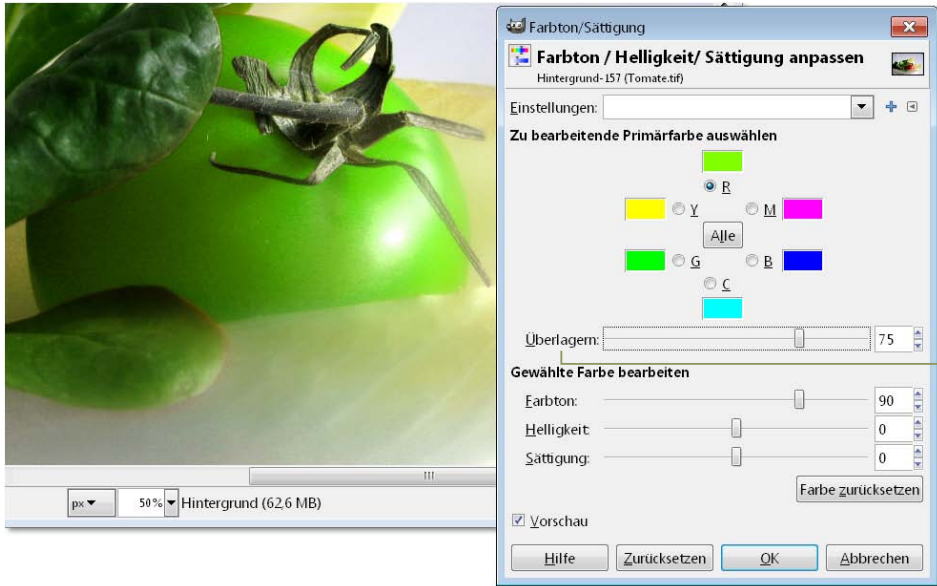 Farbton/Sättigung
Farbton / Helligkeit/ Sättigung anpassen
Hintergrund-157 (Tomate.tif)
Einstellungen:
Zu bearbeitende Primärfarbe auswählen
R
Y M
Alle
G B
C
Überlagern: 75
Gewählte Farbe bearbeiten
Farbton: 90
Helligkeit: 0
Sättigung: 0
Farbe zurücksetzen
Vorschau
Hilfe Zurücksetzen OK Abbrechen
px 50% Hintergrund (62,6 MB)